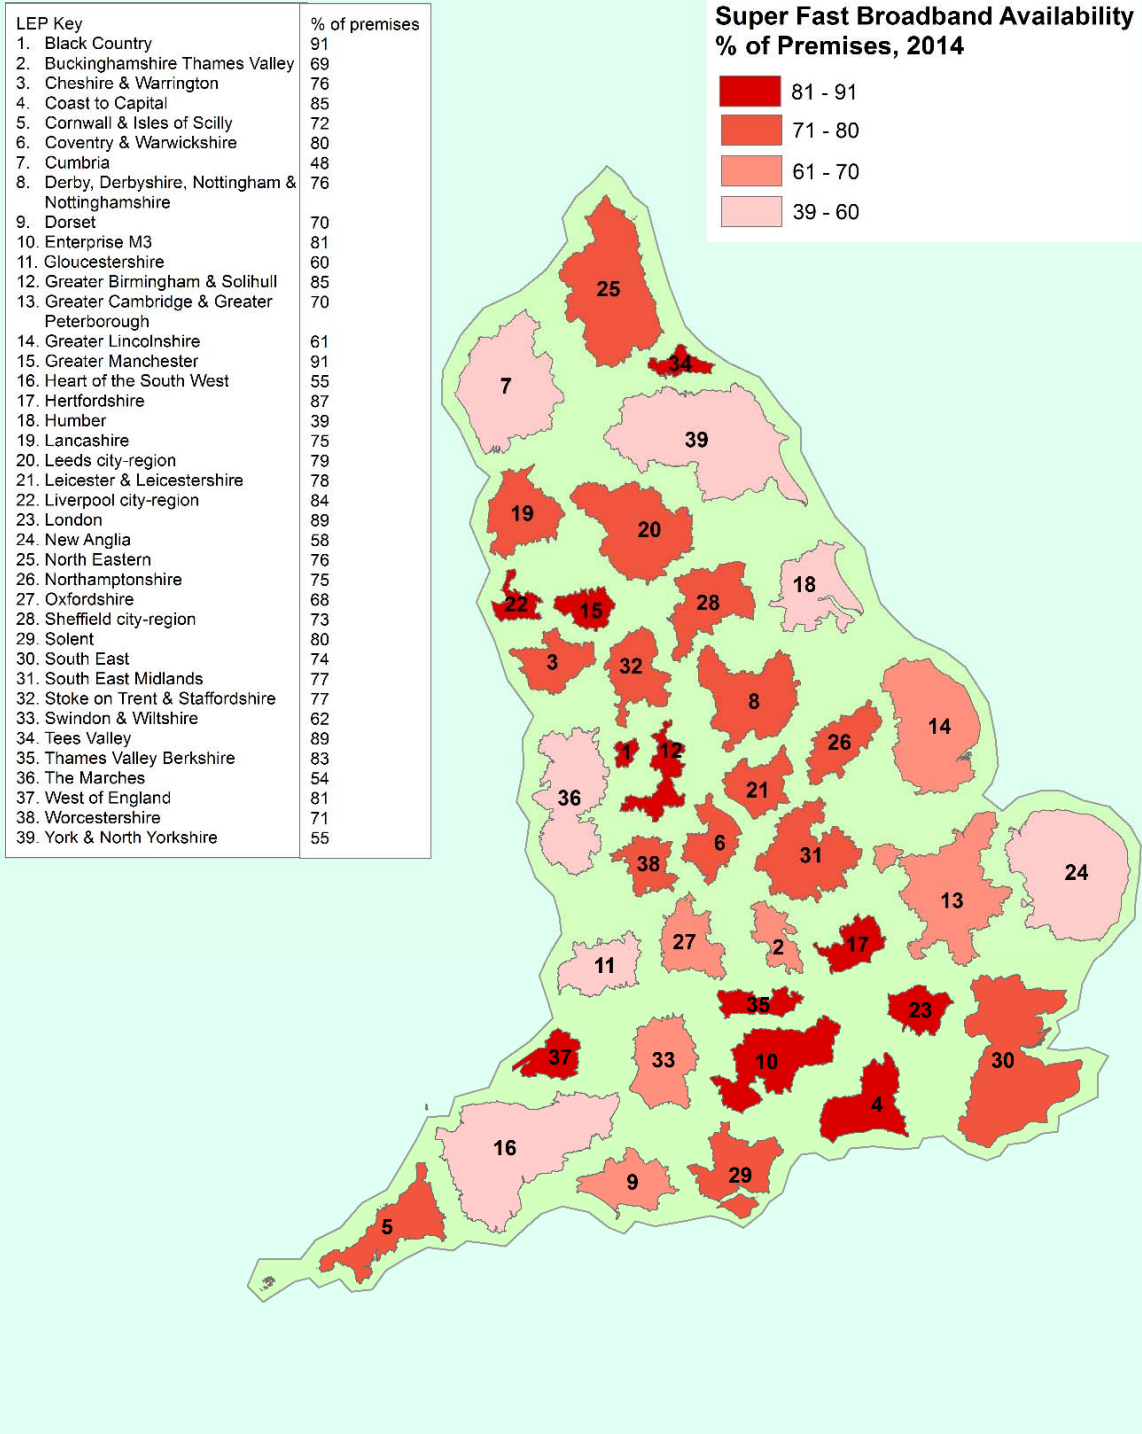 LEP Key % of premises
1. Black Country 91
2. Buckinghamshire Thames Valley 69
3. Cheshire & Warrington 76
4. Coast to Capital 85
5. Cornwall & Isles of Scilly 72
6. Coventry & Warwickshire 80
7. Cumbria 48
8. Derby, Derbyshire, Nottingham & 76
Nottinghamshire
9. Dorset 70
10. Enterprise M3 81
11. Gloucestershire 60
12. Greater Birmingham & Solihull 85
13. Greater Cambridge & Greater 70
Peterborough
14. Greater Lincolnshire 61
15. Greater Manchester 91
16. Heart of the South West 55
17. Hertfordshire 87
18. Humber 39
19. Lancashire 75
20. Leeds city-region 79
21. Leicester & Leicestershire 78
22. Liverpool city-region 84
23. London 89
24. New Anglia 58
25. North Eastern 76
26. Northamptonshire 75
27. Oxfordshire 68
28. Sheffield city-region 73
29. Solent 80
30. South East 74
31. South East Midlands 77
32. Stoke on Trent & Staffordshire 77
33. Swindon & Wiltshire 62
34. Tees Valley 89
35. Thames Valley Berkshire 83
36. The Marches 54
37. West of England 81
38. Worcestershire 71
39. York & North Yorkshire 55
Super Fast Broadband Availability
% of Premises, 2014
81 - 91
71 - 80
61 - 70
39 - 60
25
34
7
39
19
20
18
28
22
15
3
32
8
14
26
1
12
21
36
6
31
38
24
13
27
2
17
11
35
23
37
33
10
30
4
16
29
9
5